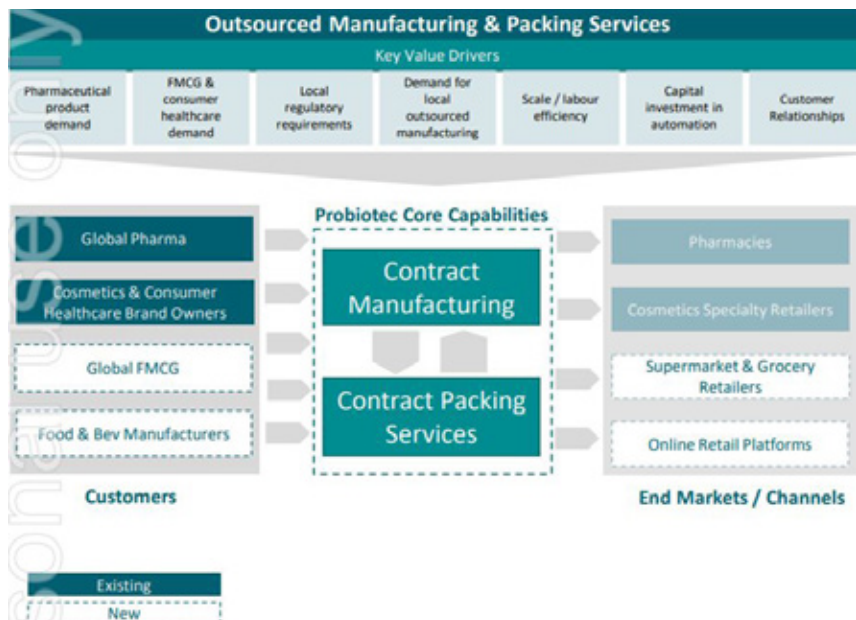 Outsourced Manufacturing & Packing Services
Key Value Drivers
Pharmaceutical
product
demand
FMCG &
consumer
healthcare
demand
Local
regulatory
requirements
Demand for
local
outsourced
manufacturing
Scale / labour
efficiency
Capital
investment in
automation
Customer
Relationships
Global Pharma
Cosmetics & Consumer
Healthcare Brand Owners
Global FMCG
Food & Bev Manufacturers
Customers
Probiotec Core Capabilities
Contract
Manufacturing
Contract Packing
Services
Pharmacies
Cosmetics Specialty Retailers
Supermarket & Grocery
Retailers
Online Retail Platforms
End Markets / Channels
Existing
New
sonal use only